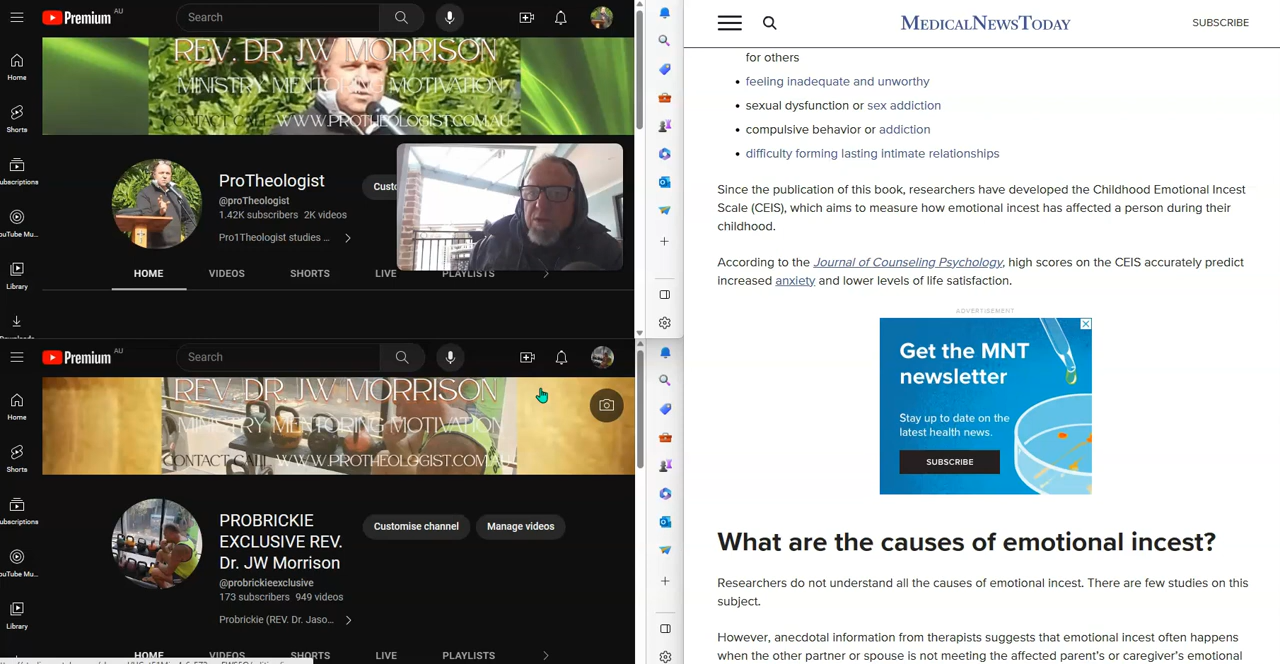 Premium AU
Search
REV. DR. JW MORRISON
MINISTRY MENTORING MOTIVATION
CONTACT CALL WWW.PROTHEOLOGIST.COM.AU
Home
Shorts
ubscriptions
ouTube Mu...
Library
ProTheologist
@proTheologist
1.42K subscribers 2K videos
Pro1Theologist studies ...
Custo
HOME VIDEOS SHORTS LIVE PLAYLISTS
Premium AU
Search
REV. DR. JW. MORRISON
MINISTRY MENTORING MOTIVATION
CONTACT CALL WWW.PROTHEOLOGIST.COM.AU
Home
Shorts
ubscriptions
ouTube Mu...
Library
PROBRICKIE
EXCLUSIVE REV.
Dr. JW Morrison
@probrickieexclusive
173 subscribers 949 videos
Probrickie (REV. Dr. Jaso...
Customise channel
Manage videos
HOME VIDEOS SHORTS LIVE PLAYLISTS
MEDICALNEWSTODAY
SUBSCRIBE
for others
• feeling inadequate and unworthy
• sexual dysfunction or sex addiction
• compulsive behavior or addiction
• difficulty forming lasting intimate relationships
Since the publication of this book, researchers have developed the Childhood Emotional Incest
Scale (CEIS), which aims to measure how emotional incest has affected a person during their
childhood.
According to the Journal of Counseling Psychology, high scores on the CEIS accurately predict
increased anxiety and lower levels of life satisfaction.
ADVERTISEMENT
Get the MNT
newsletter
Stay up to date on the
latest health news.
SUBSCRIBE
What are the causes of emotional incest?
Researchers do not understand all the causes of emotional incest. There are few studies on this
subject.
However, anecdotal information from therapists suggests that emotional incest often happens
when the other partner or spouse is not meeting the affected parent's or caregiver's emotional